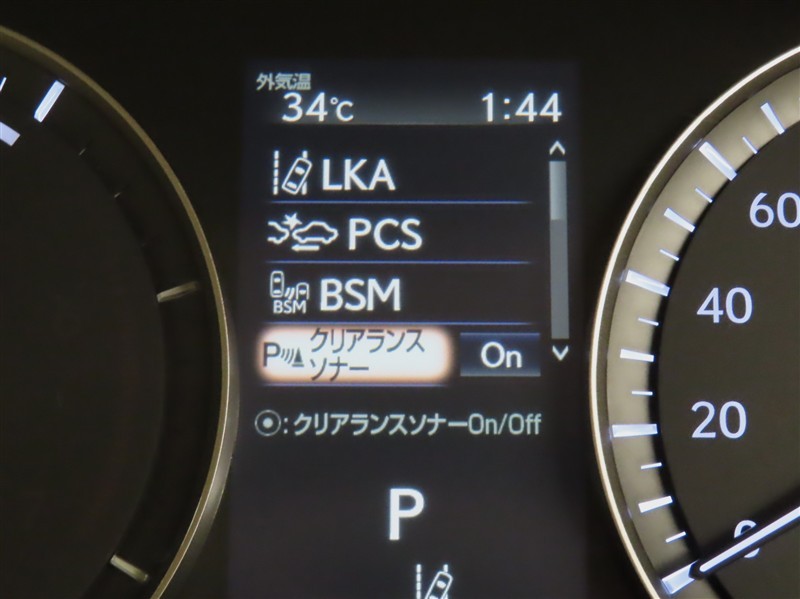 外気温
34℃ 1:44
LKA
PCS
BSM
BSM
P クリアランス
ソナー
On
:クリアランスソナーOn/Off
P
60
40
20
0